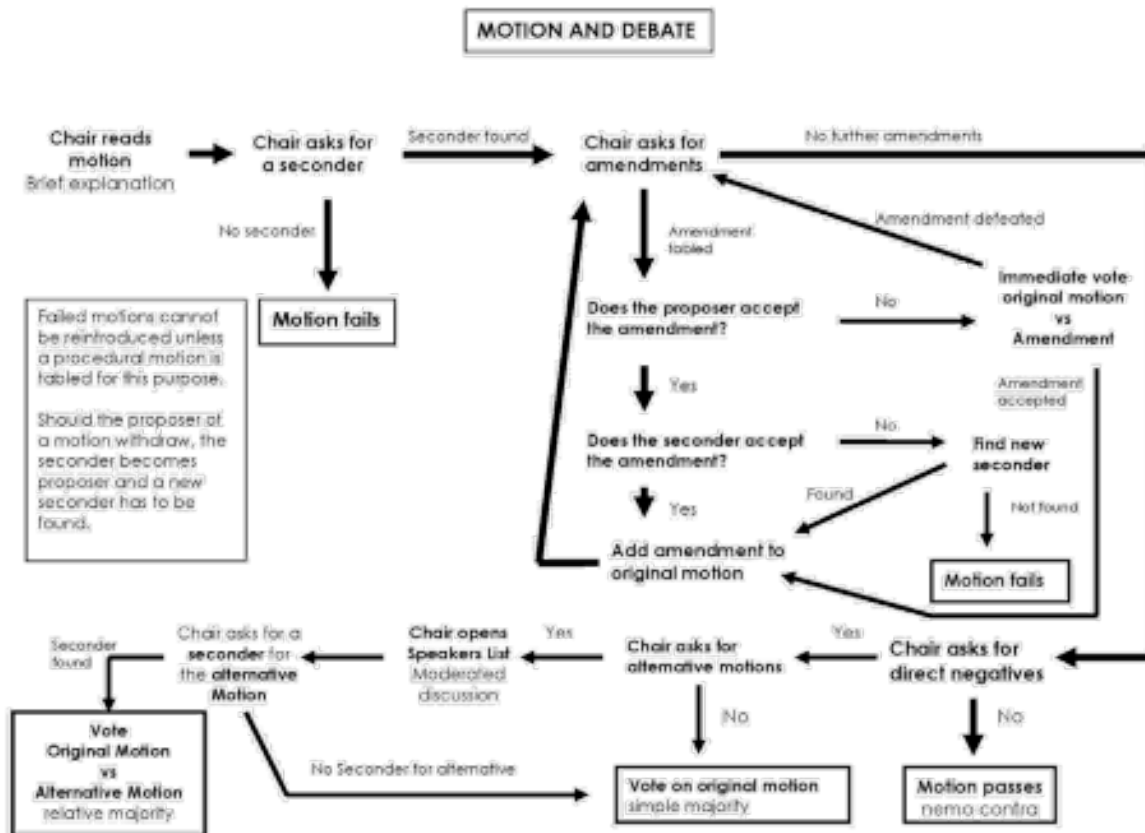 MOTION AND DEBATE
Chair reads
motion
Brief explanation
Chair asks for
a seconder
Seconder found
Chair asks for
amendments
No further amendments
No seconder
Amendment
tabled
Amendment defeated
Motion fails
Failed motions cannot
be reintroduced unless
a procedural motion is
tabled for this purpose.
Should the proposer of
a motion withdraw, the
seconder becomes
proposer and a new
seconder has to be
found.
Does the proposer accept
the amendment?
No
Immediate vote
original motion
vs
Amendment
Yes
Amendment
accepted
Does the seconder accept
the amendment?
No
Find new
seconder
Yes
Found
Not found
Add amendment to
original motion
Motion fails
Seconder
found
Chair asks for a
seconder for
the alternative
Motion
Chair opens
Speakers List
Moderated
discussion
Yes
Chair asks for
alternative motions
Yes
Chair asks for
direct negatives
No
No
Vote
Original Motion
vs
Alternative Motion
relative majority
No Seconder for alternative
Vote on original motion
simple majority
Motion passes
nemo contra